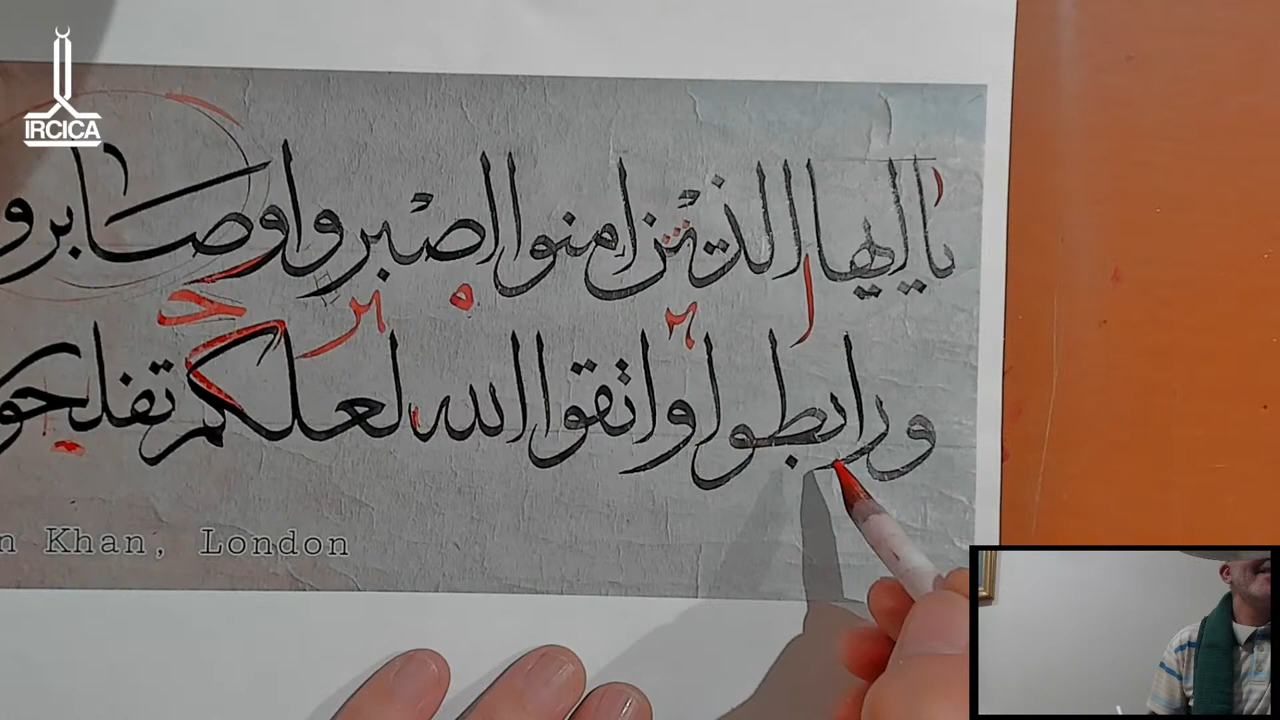 IRCICA
يا ايها الذين امنوا اصبروا وصابرو
ورابطوا واتقوا الله لعلكم تفلحو
n Khan, London